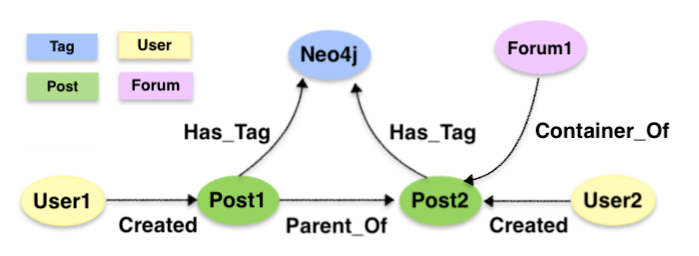 Tag
User
Post
Forum
Neo4j
Forum1
Has_Tag
Has_Tag
Container_Of
User1
Post1
Post2
User2
Created
Parent_Of
Created